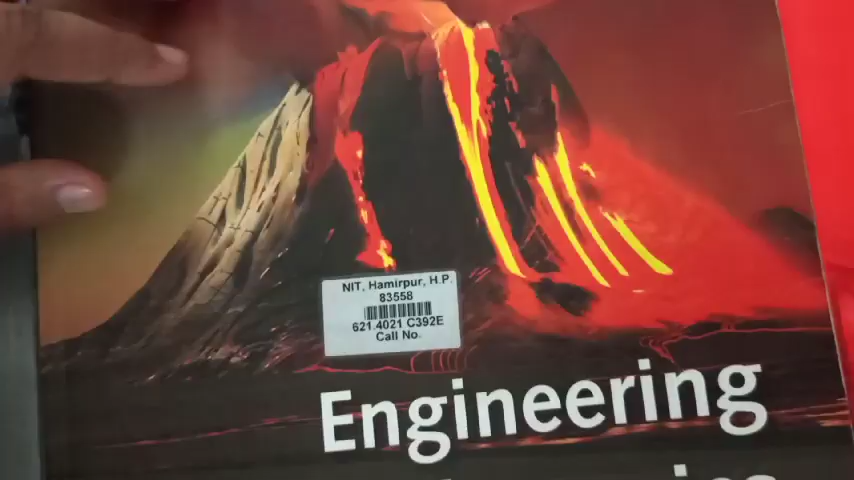 NIT, Hamirpur, H.P.
83558
621.4021 C392E
Call No.
Engineering